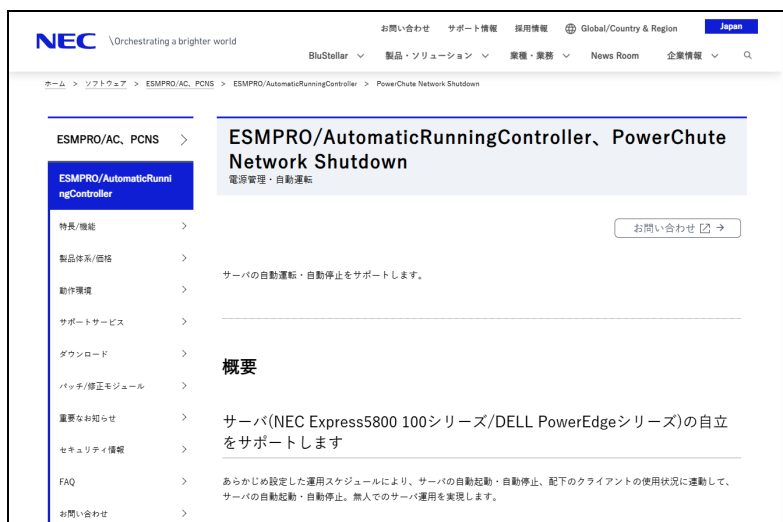 お問い合わせ サポート情報 採用情報 Global/Country & Region Japan
NEC \Orchestrating a brighter world
BluStellar 製品・ソリューション 業種・業務 News Room 企業情報
ホーム > ソフトウェア > ESMPRO/AC、PCNS > ESMPRO/AutomaticRunningController > PowerChute Network Shutdown
ESMPRO/AC、PCNS
ESMPRO/AutomaticRunni
ngController
特長/機能
製品体系/価格
動作環境
サポートサービス
ダウンロード
パッチ/修正モジュール
重要なお知らせ
セキュリティ情報
FAQ
お問い合わせ
ESMPRO/AutomaticRunningController、PowerChute
Network Shutdown
電源管理・自動運転
お問い合わせ
サーバの自動運転・自動停止をサポートします。
概要
サーバ(NEC Express5800 100シリーズ/DELL PowerEdgeシリーズ)の自立
をサポートします
あらかじめ設定した運用スケジュールにより、サーバの自動起動・自動停止、配下のクライアントの使用状況に連動して、
サーバの自動起動・自動停止。無人でのサーバ運用を実現します。